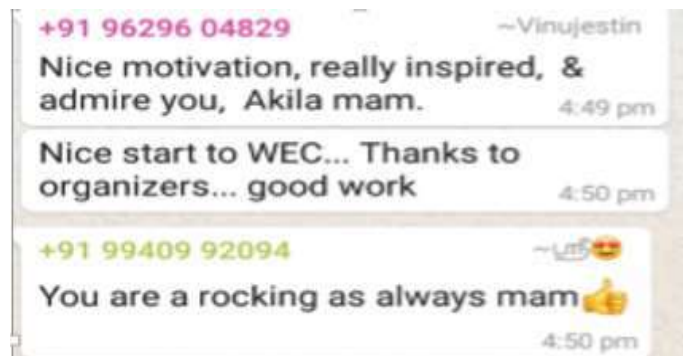 +91 96296 04829 ~Vinujestin
Nice motivation, really inspired, &
admire you, Akila mam.
4:49 pm
Nice start to WEC... Thanks to
organizers... good work
4:50 pm
+91 99409 92094 ~பரி😍
You are a rocking as always mam👍
4:50 pm